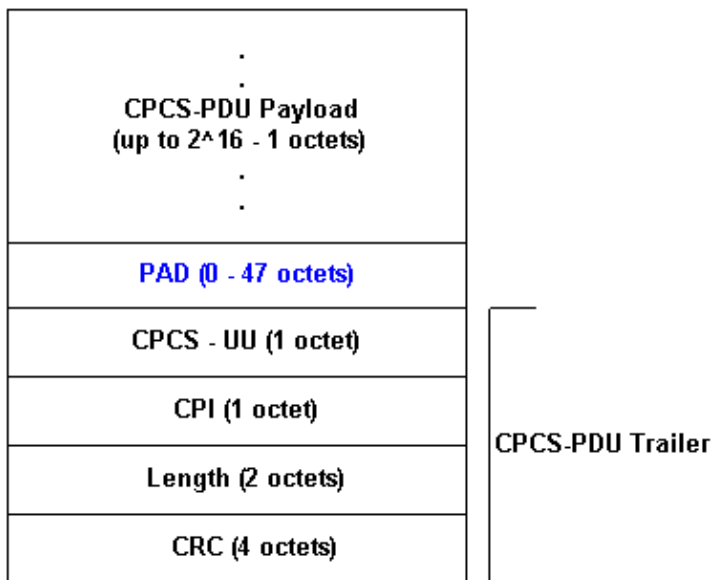 .
.
CPCS-PDU Payload
(up to 2^16 - 1 octets)
.
.
PAD (0 - 47 octets)
CPCS - UU (1 octet)
CPI (1 octet)
Length (2 octets)
CRC (4 octets)
CPCS-PDU Trailer